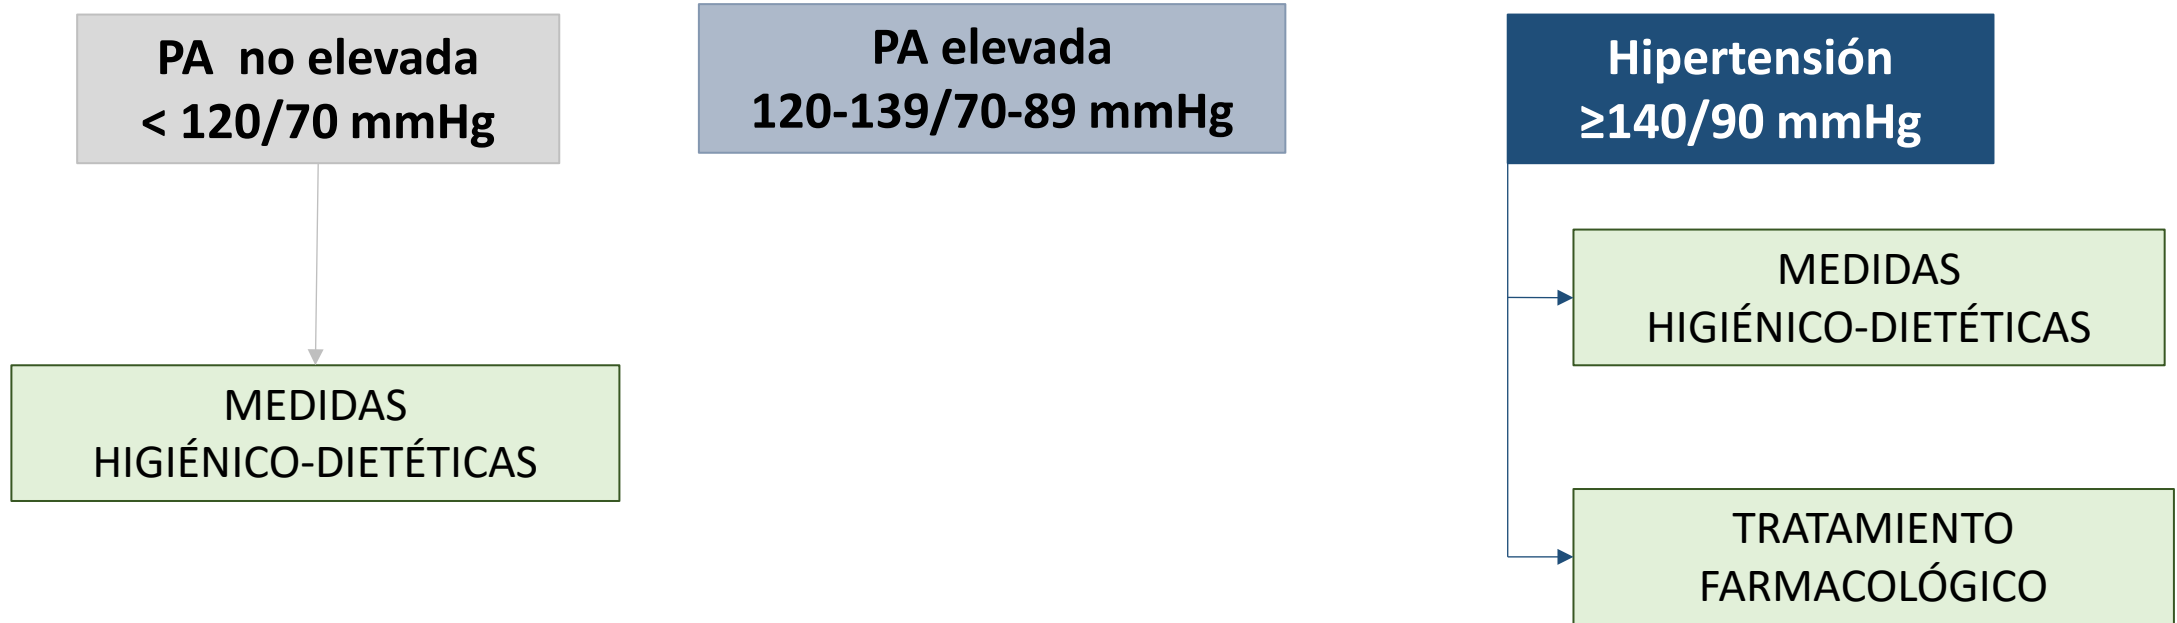 PA no elevada
< 120/70 mmHg
PA elevada
120-139/70-89 mmHg
Hipertensión
≥140/90 mmHg
MEDIDAS
HIGIÉNICO-DIETÉTICAS
MEDIDAS
HIGIÉNICO-DIETÉTICAS
TRATAMIENTO
FARMACOLÓGICO